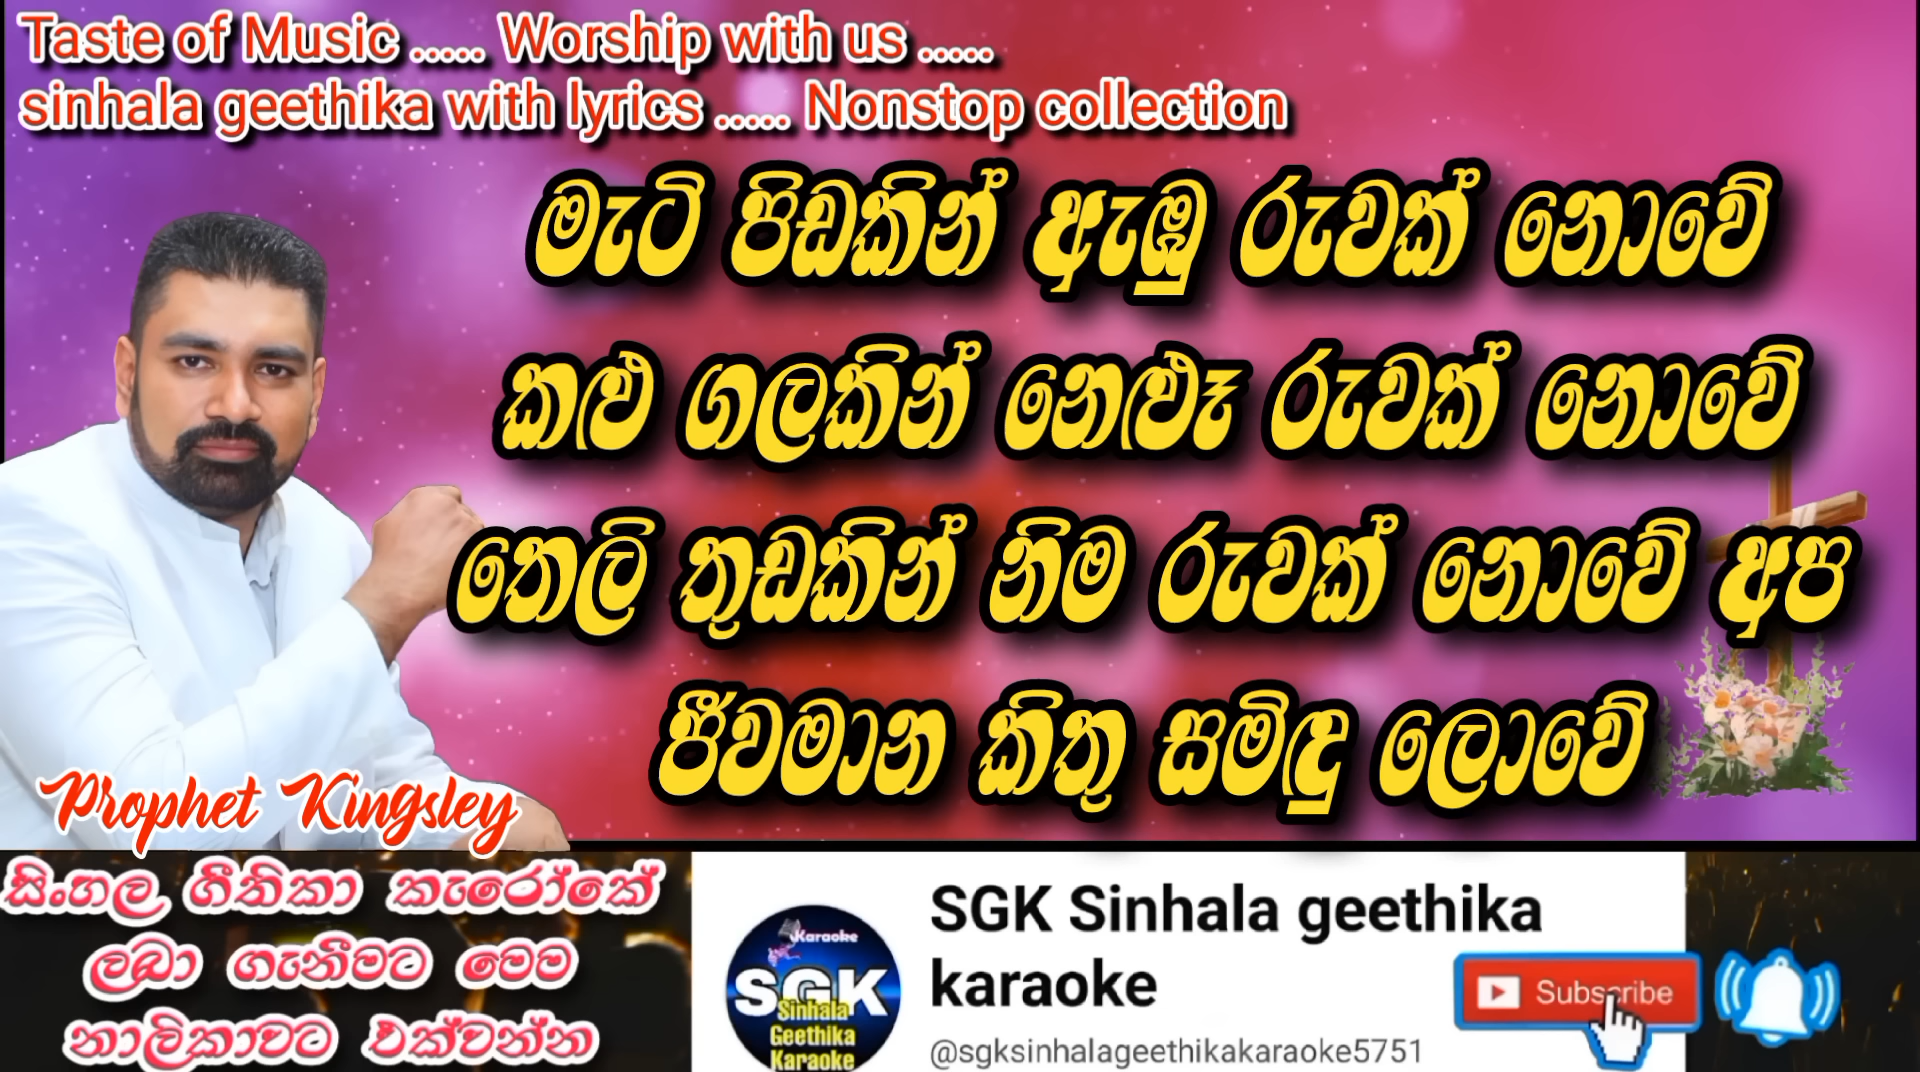 Taste of Music ..... Worship with us .....
sinhala geethika with lyrics ..... Nonstop collection
මැටි පිඩකින් ඇඹු රුවක් නොවේ
කළු ගලකින් නෙළූ රුවක් නොවේ
තෙලි තුඩකින් නිම රුවක් නොවේ අප
ජීවමාන කිතු සමිඳු ලොවේ
Prophet Kingsley
සිංහල ගීතිකා කැරෝකේ
ලබා ගැනීමට මෙම
නාලිකාවට එක්වන්න
Karaoke
SGK
Sinhala
Geethika
Karaoke
SGK Sinhala geethika
karaoke
@sgksinhalageethikakaraoke5751
Subscribe